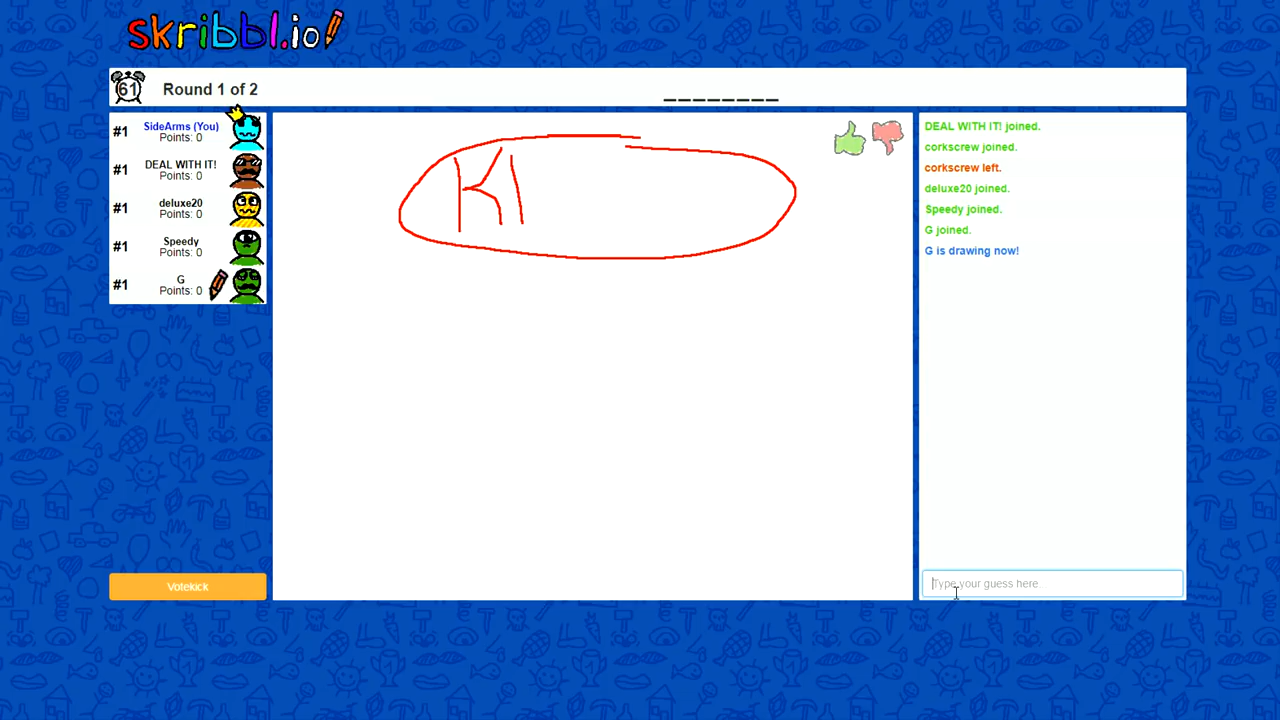 skribbl.io
61 Round 1 of 2 ________
#1 SideArms (You)
Points: 0
#1 DEAL WITH IT!
Points: 0
#1 deluxe20
Points: 0
#1 Speedy
Points: 0
#1 G
Points: 0
Votekick
KI
DEAL WITH IT! joined.
corkscrew joined.
corkscrew left.
deluxe20 joined.
Speedy joined.
G joined.
G is drawing now!
Type your guess here...